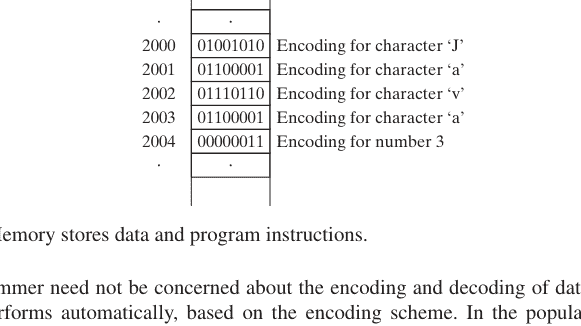 . .
2000 01001010 Encoding for character ‘J’
2001 01100001 Encoding for character ‘a’
2002 01110110 Encoding for character ‘v’
2003 01100001 Encoding for character ‘a’
2004 00000011 Encoding for number 3
. .
emory stores data and program instructions.
mmer need not be concerned about the encoding and decoding of dat
rforms automatically, based on the encoding scheme. In the popula